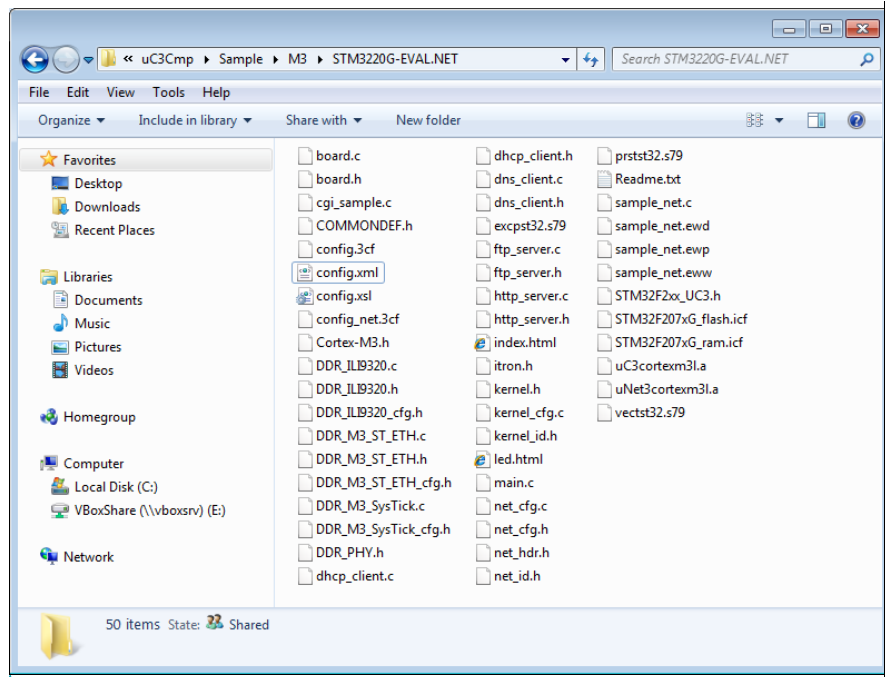 « uC3Cmp ▸ Sample ▸ M3 ▸ STM3220G-EVAL.NET
Search STM3220G-EVAL.NET
File Edit View Tools Help
Organize Include in library Share with New folder
Favorites
Desktop
Downloads
Recent Places
Libraries
Documents
Music
Pictures
Videos
Homegroup
Computer
Local Disk (C:)
VBoxShare (\\vboxsrv) (E:)
Network
board.c
board.h
cgi_sample.c
COMMONDEF.h
config.3cf
config.xml
config.xsl
config_net.3cf
Cortex-M3.h
DDR_ILI9320.c
DDR_ILI9320.h
DDR_ILI9320_cfg.h
DDR_M3_ST_ETH.c
DDR_M3_ST_ETH.h
DDR_M3_ST_ETH_cfg.h
DDR_M3_SysTick.c
DDR_M3_SysTick_cfg.h
DDR_PHY.h
dhcp_client.c
dhcp_client.h
dns_client.c
dns_client.h
excpst32.s79
ftp_server.c
ftp_server.h
http_server.c
http_server.h
index.html
itron.h
kernel.h
kernel_cfg.c
kernel_id.h
led.html
main.c
net_cfg.c
net_cfg.h
net_hdr.h
net_id.h
prstst32.s79
Readme.txt
sample_net.c
sample_net.ewd
sample_net.ewp
sample_net.eww
STM32F2xx_UC3.h
STM32F207xG_flash.icf
STM32F207xG_ram.icf
uC3cortexm3l.a
uNet3cortexm3l.a
vectst32.s79
50 items State: Shared